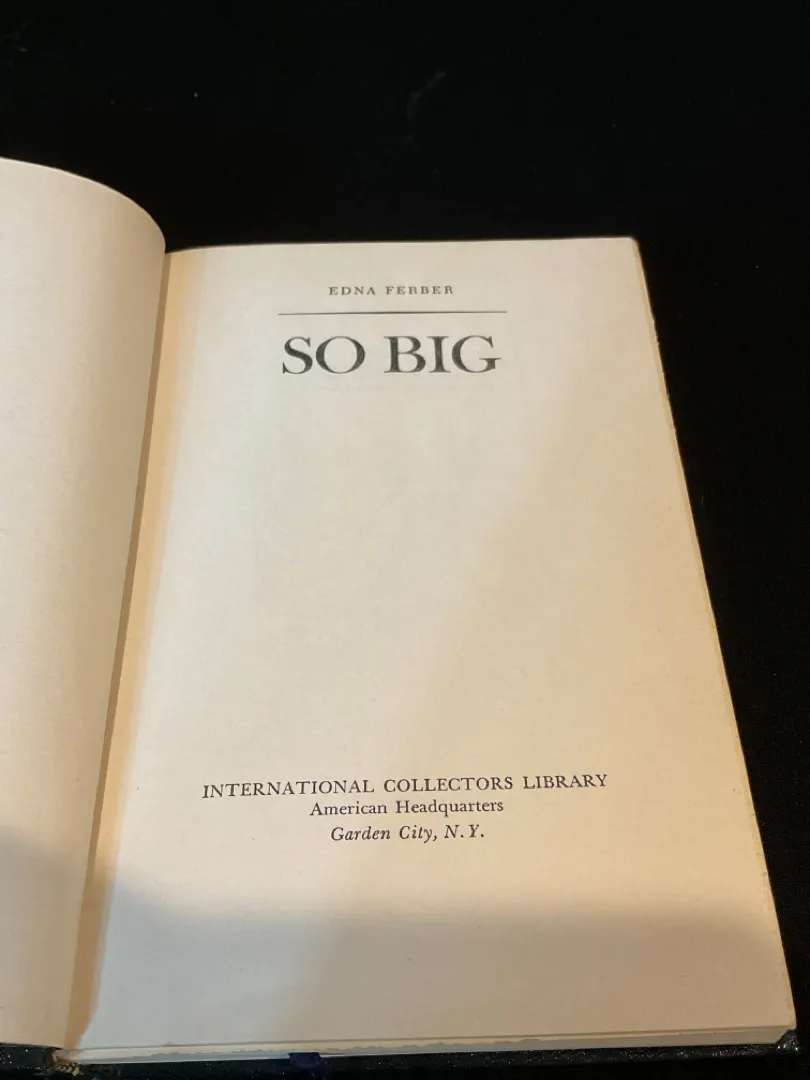 EDNA FERBER
SO BIG
INTERNATIONAL COLLECTORS LIBRARY
American Headquarters
Garden City, N. Y.